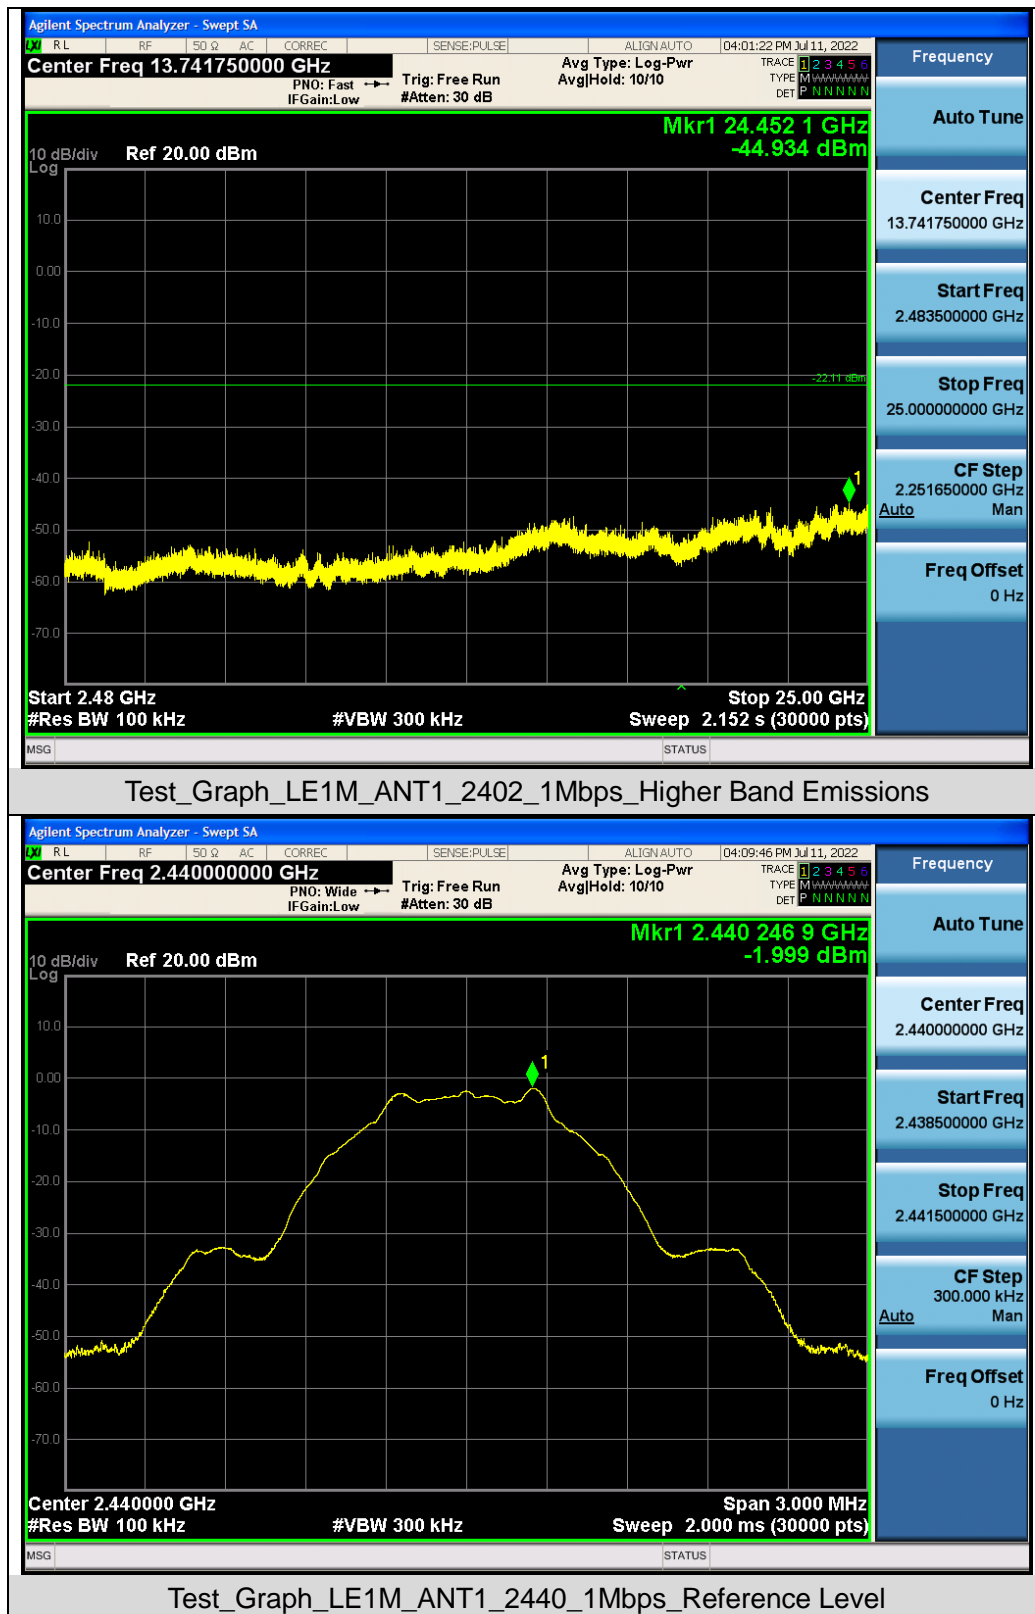 Agilent Spectrum Analyzer - Swept SA
LXI RL RF 50 Ω AC CORREC SENSE:PULSE ALIGN AUTO 04:01:22 PM Jul 11, 2022
Center Freq 13.741750000 GHz
PNO: Fast
IFGain:Low
Trig: Free Run
#Atten: 30 dB
Avg Type: Log-Pwr
Avg|Hold: 10/10
TRACE 1 2 3 4 5 6
TYPE M
DET P N N N N N
Mkr1 24.452 1 GHz
-44.934 dBm
10 dB/div Ref 20.00 dBm
Log
10.0
0.00
-10.0
-20.0
-22.11 dBm
-30.0
-40.0
1
-50.0
-60.0
-70.0
Start 2.48 GHz Stop 25.00 GHz
#Res BW 100 kHz #VBW 300 kHz Sweep 2.152 s (30000 pts)
MSG STATUS
Frequency
Auto Tune
Center Freq
13.741750000 GHz
Start Freq
2.483500000 GHz
Stop Freq
25.000000000 GHz
CF Step
2.251650000 GHz
Auto Man
Freq Offset
0 Hz
Test_Graph_LE1M_ANT1_2402_1Mbps_Higher Band Emissions
Agilent Spectrum Analyzer - Swept SA
LXI RL RF 50 Ω AC CORREC SENSE:PULSE ALIGN AUTO 04:09:46 PM Jul 11, 2022
Center Freq 2.440000000 GHz
PNO: Wide
IFGain:Low
Trig: Free Run
#Atten: 30 dB
Avg Type: Log-Pwr
Avg|Hold: 10/10
TRACE 1 2 3 4 5 6
TYPE M
DET P N N N N N
Mkr1 2.440 246 9 GHz
-1.999 dBm
10 dB/div Ref 20.00 dBm
Log
10.0
0.00
1
-10.0
-20.0
-30.0
-40.0
-50.0
-60.0
-70.0
Center 2.440000 GHz Span 3.000 MHz
#Res BW 100 kHz #VBW 300 kHz Sweep 2.000 ms (30000 pts)
MSG STATUS
Frequency
Auto Tune
Center Freq
2.440000000 GHz
Start Freq
2.438500000 GHz
Stop Freq
2.441500000 GHz
CF Step
300.000 kHz
Auto Man
Freq Offset
0 Hz
Test_Graph_LE1M_ANT1_2440_1Mbps_Reference Level